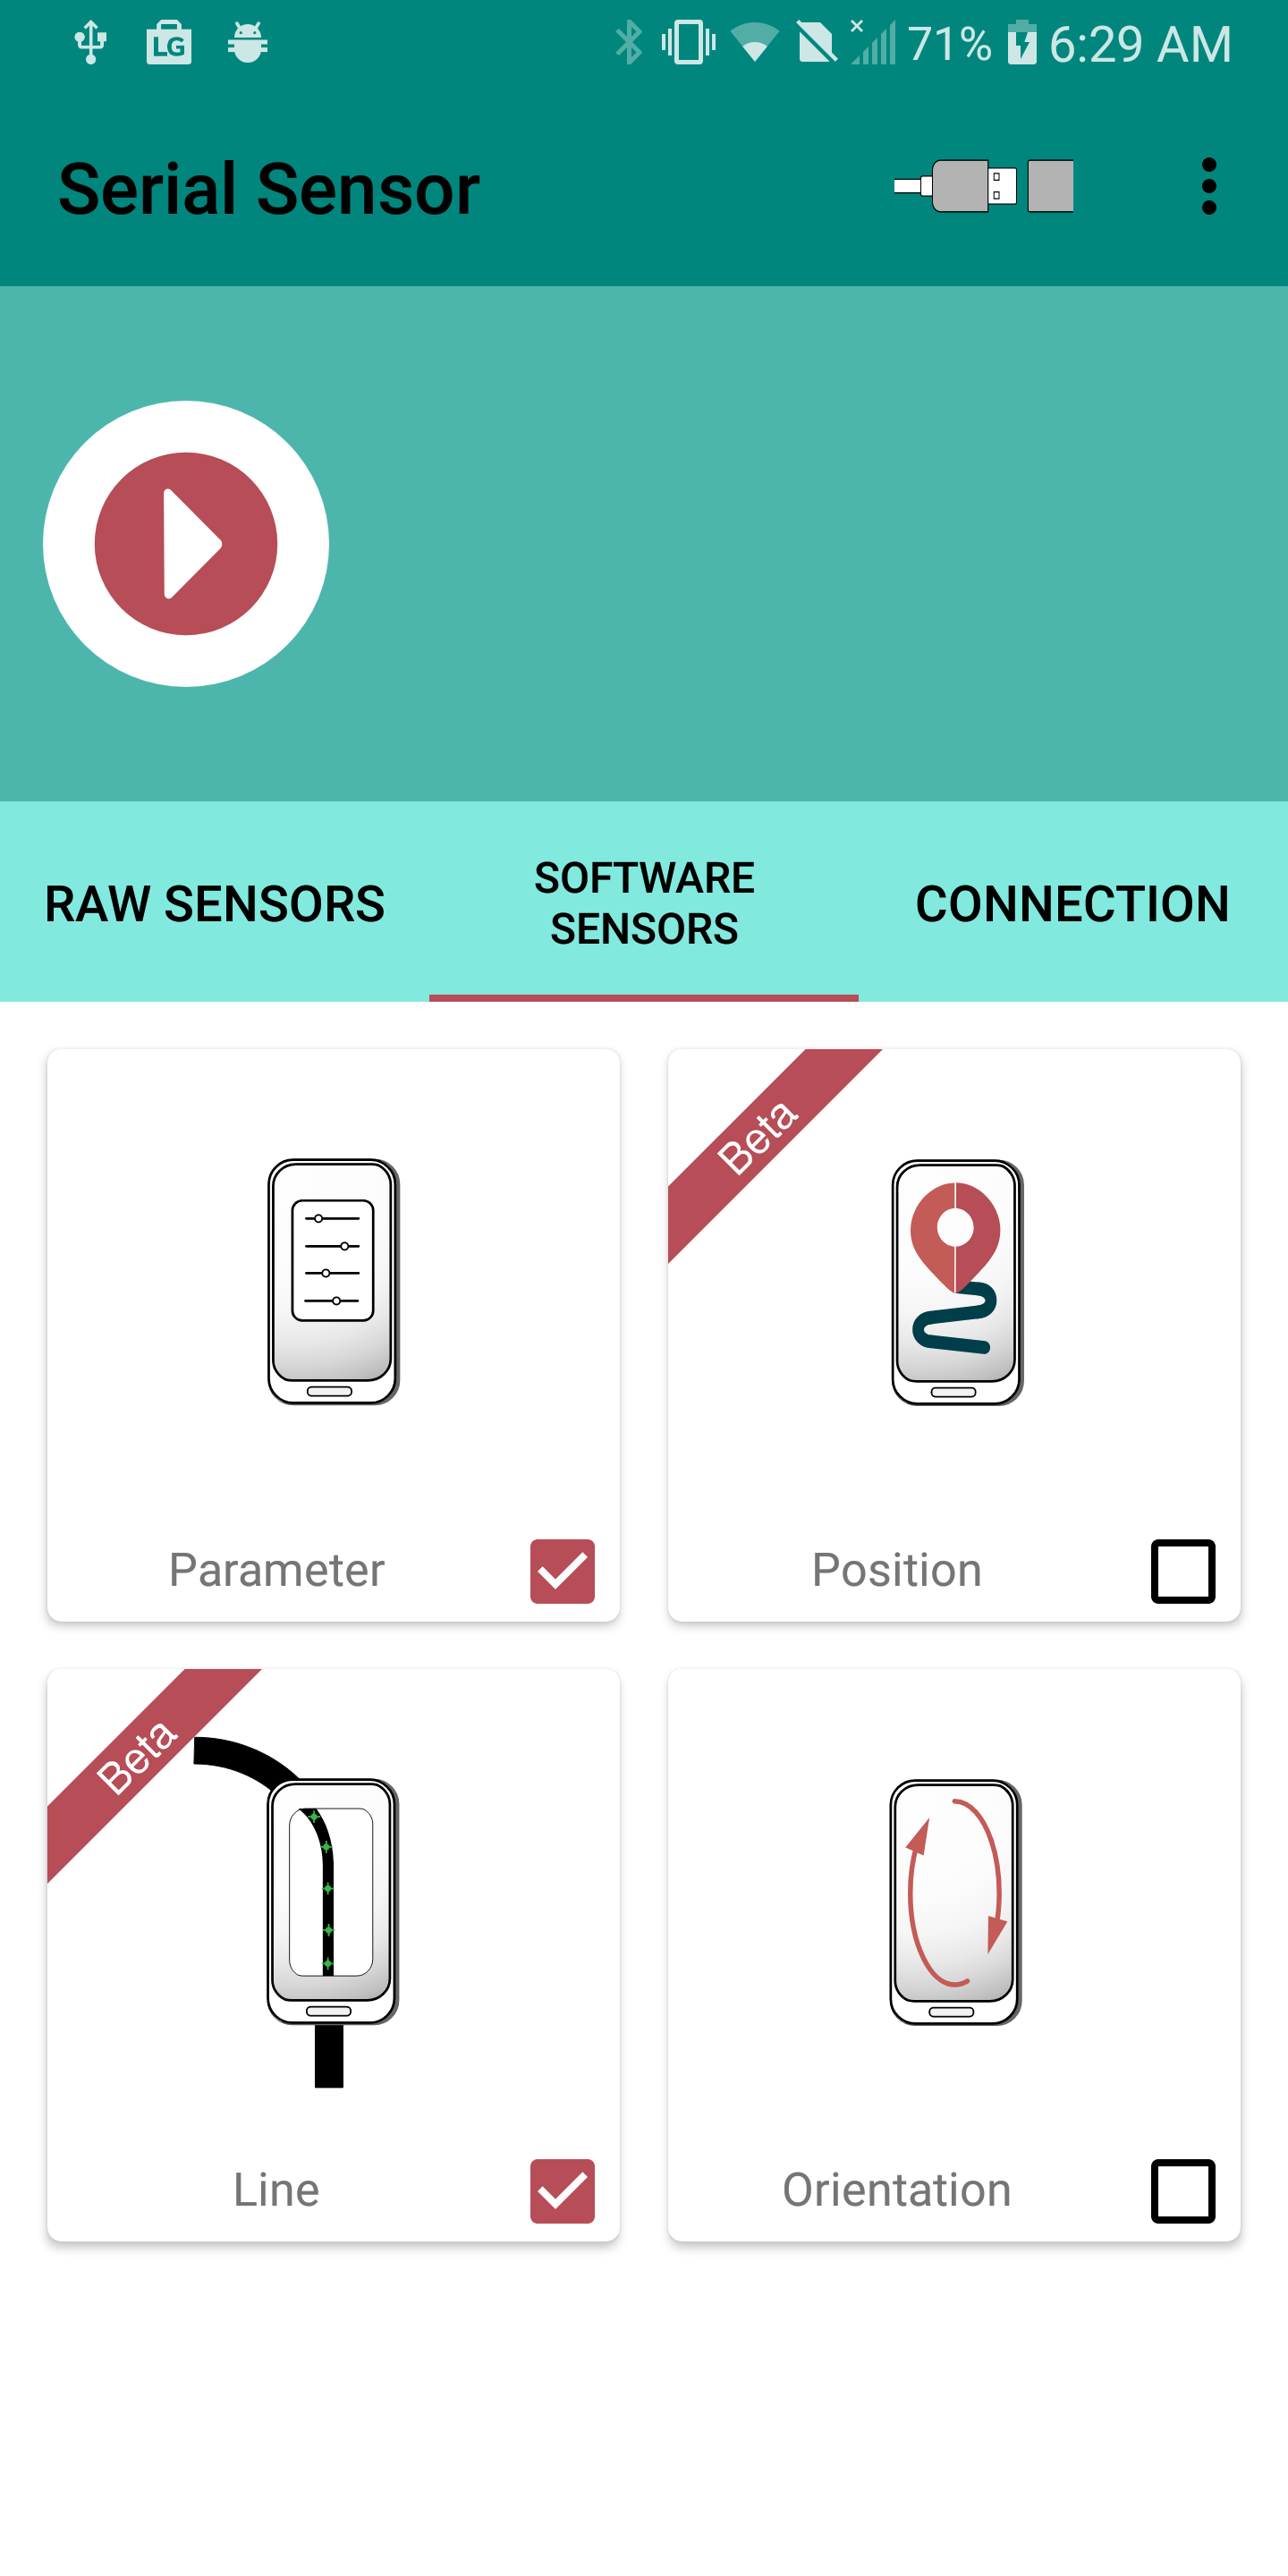 LG
71% 6:29 AM
Serial Sensor
RAW SENSORS
SOFTWARE
SENSORS
CONNECTION
Beta
Parameter
Position
Beta
Line
Orientation